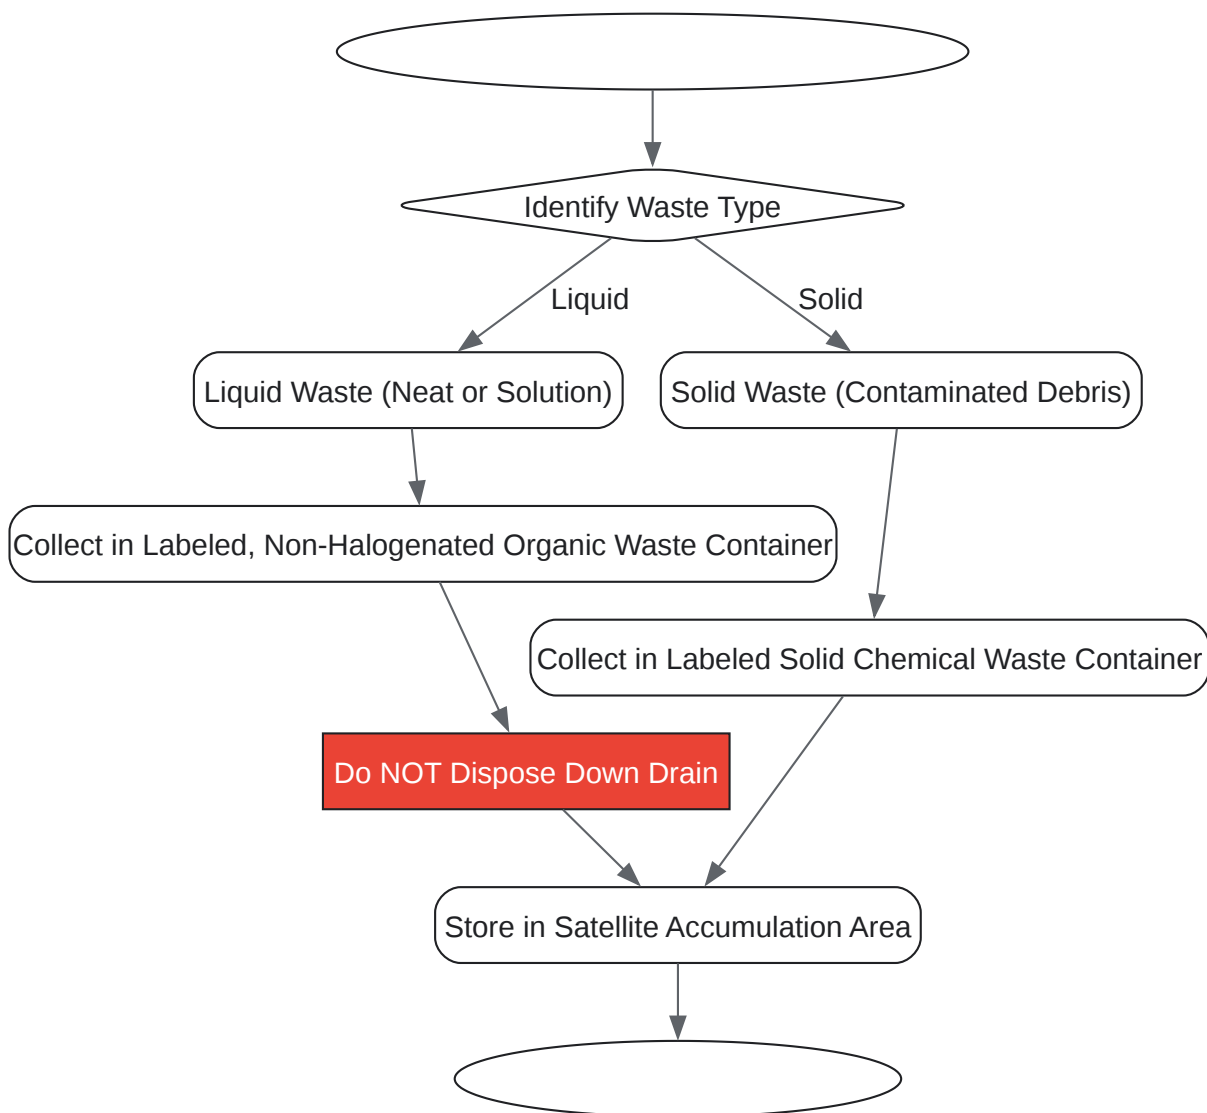 Identify Waste Type
Liquid
Solid
Liquid Waste (Neat or Solution)
Solid Waste (Contaminated Debris)
Collect in Labeled, Non-Halogenated Organic Waste Container
Collect in Labeled Solid Chemical Waste Container
Do NOT Dispose Down Drain
Store in Satellite Accumulation Area